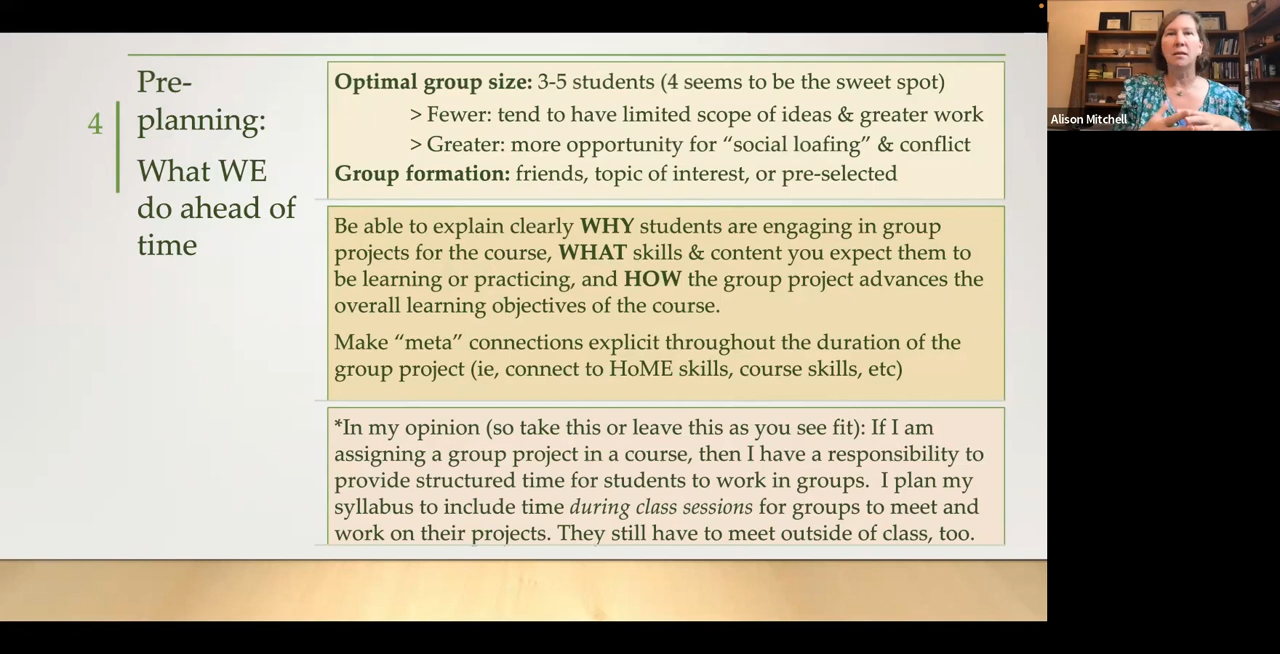 4
Pre-
planning:
What WE
do ahead of
time
Optimal group size: 3-5 students (4 seems to be the sweet spot)
> Fewer: tend to have limited scope of ideas & greater work
> Greater: more opportunity for “social loafing” & conflict
Group formation: friends, topic of interest, or pre-selected
Be able to explain clearly WHY students are engaging in group
projects for the course, WHAT skills & content you expect them to
be learning or practicing, and HOW the group project advances the
overall learning objectives of the course.
Make “meta” connections explicit throughout the duration of the
group project (ie, connect to HoME skills, course skills, etc)
*In my opinion (so take this or leave this as you see fit): If I am
assigning a group project in a course, then I have a responsibility to
provide structured time for students to work in groups.  I plan my
syllabus to include time during class sessions for groups to meet and
work on their projects. They still have to meet outside of class, too.
Alison Mitchell